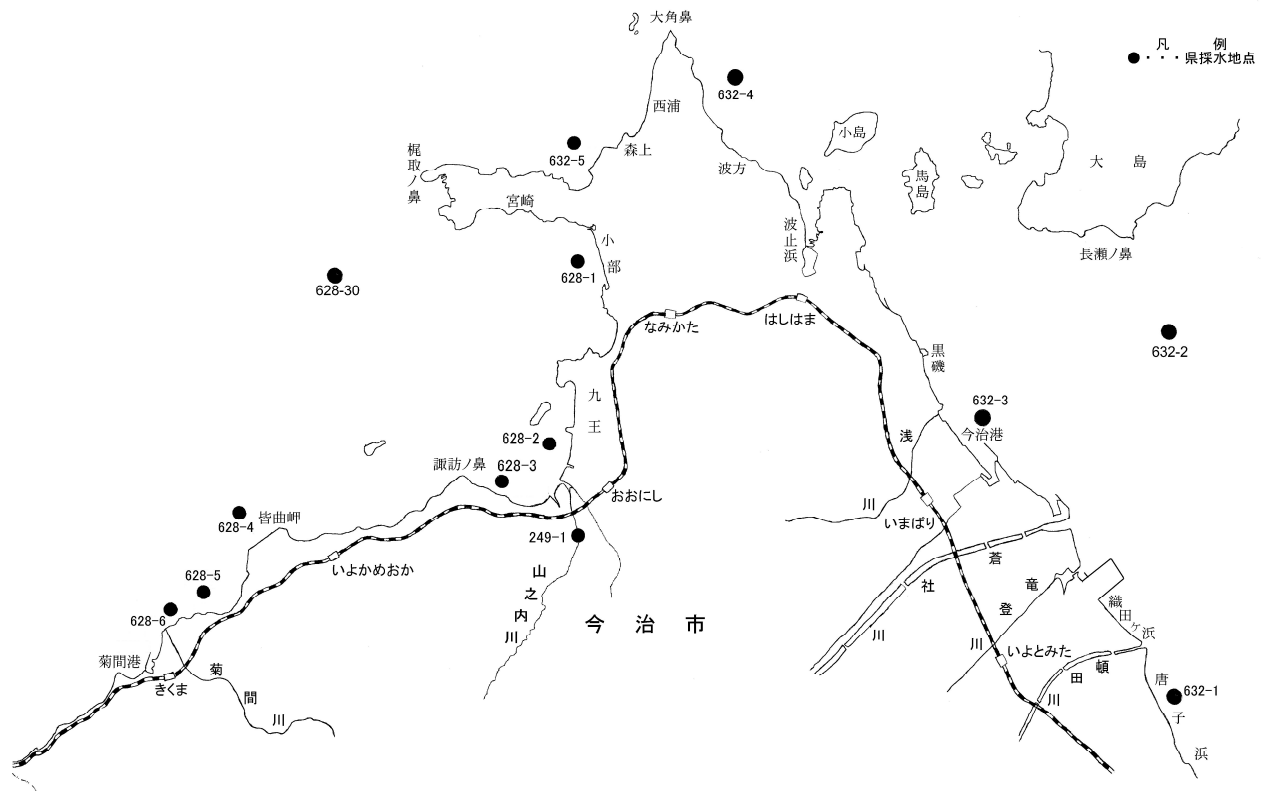 大角鼻
凡　例
●・・・県採水地点
632-4
西浦
小島
632-5
森上
梶取ノ鼻
波方
馬島
大島
宮崎
波止浜
小部
長瀬ノ鼻
628-1
628-30
なみかた
はしはま
632-2
黒磯
九王
632-3
今治港
浅川
628-2
諏訪ノ鼻
628-3
おおにし
いまばり
628-4
皆曲岬
249-1
蒼社川
いよかめおか
628-5
山之内川
竜登川
織田ヶ浜
628-6
今治市
いよとみた
菊間港
きくま
菊間川
頓田川
唐子浜
632-1